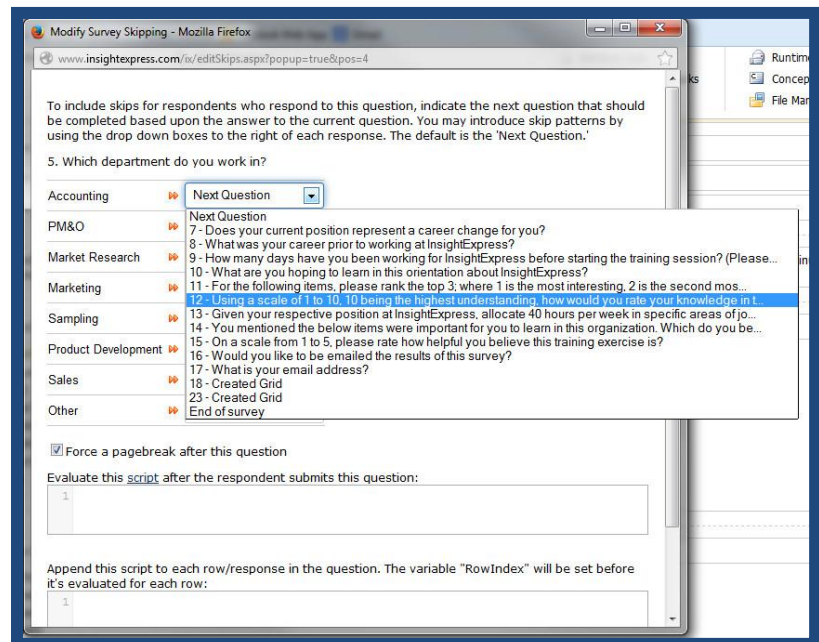 Modify Survey Skipping - Mozilla Firefox
www.insightexpress.com/ix/editSkips.aspx?popup=true&pos=4
To include skips for respondents who respond to this question, indicate the next question that should
be completed based upon the answer to the current question. You may introduce skip patterns by
using the drop down boxes to the right of each response. The default is the 'Next Question.'
5. Which department do you work in?
Accounting Next Question
PM&O
Market Research
Marketing
Sampling
Product Development
Sales
Other
Next Question
7 - Does your current position represent a career change for you?
8 - What was your career prior to working at InsightExpress?
9 - How many days have you been working for InsightExpress before starting the training session? (Please...
10 - What are you hoping to learn in this orientation about InsightExpress?
11 - For the following items, please rank the top 3; where 1 is the most interesting, 2 is the second mos...
12 - Using a scale of 1 to 10, 10 being the highest understanding, how would you rate your knowledge in t...
13 - Given your respective position at InsightExpress, allocate 40 hours per week in specific areas of jo...
14 - You mentioned the below items were important for you to learn in this organization. Which do you be...
15 - On a scale from 1 to 5, please rate how helpful you believe this training exercise is?
16 - Would you like to be emailed the results of this survey?
17 - What is your email address?
18 - Created Grid
23 - Created Grid
End of survey
Force a pagebreak after this question
Evaluate this script after the respondent submits this question:
1
Append this script to each row/response in the question. The variable "RowIndex" will be set before
it's evaluated for each row:
1
ks
Runtim
Concep
File Mar
in